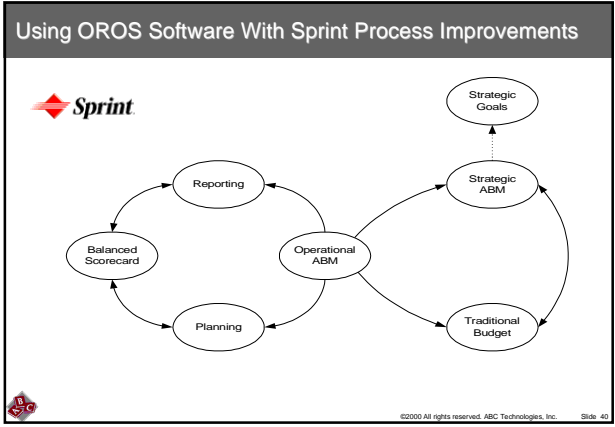 Using OROS Software With Sprint Process Improvements
Sprint
Strategic
Goals
Reporting
Strategic
ABM
Balanced
Scorecard
Operational
ABM
Planning
Traditional
Budget
ABC
©2000 All rights reserved. ABC Technologies, Inc. Slide 40